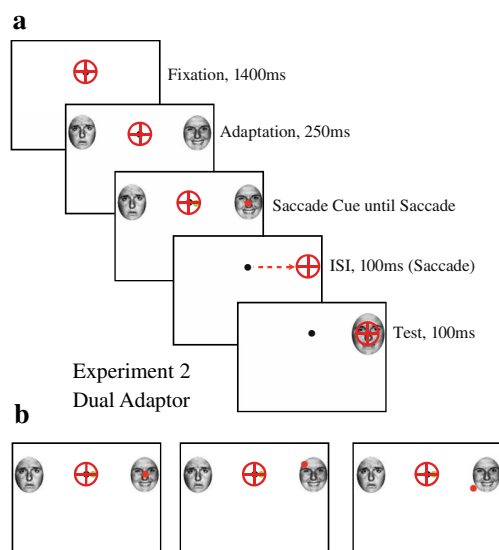 a
Fixation, 1400ms
Adaptation, 250ms
Saccade Cue until Saccade
ISI, 100ms (Saccade)
Test, 100ms
Experiment 2
Dual Adaptor
b